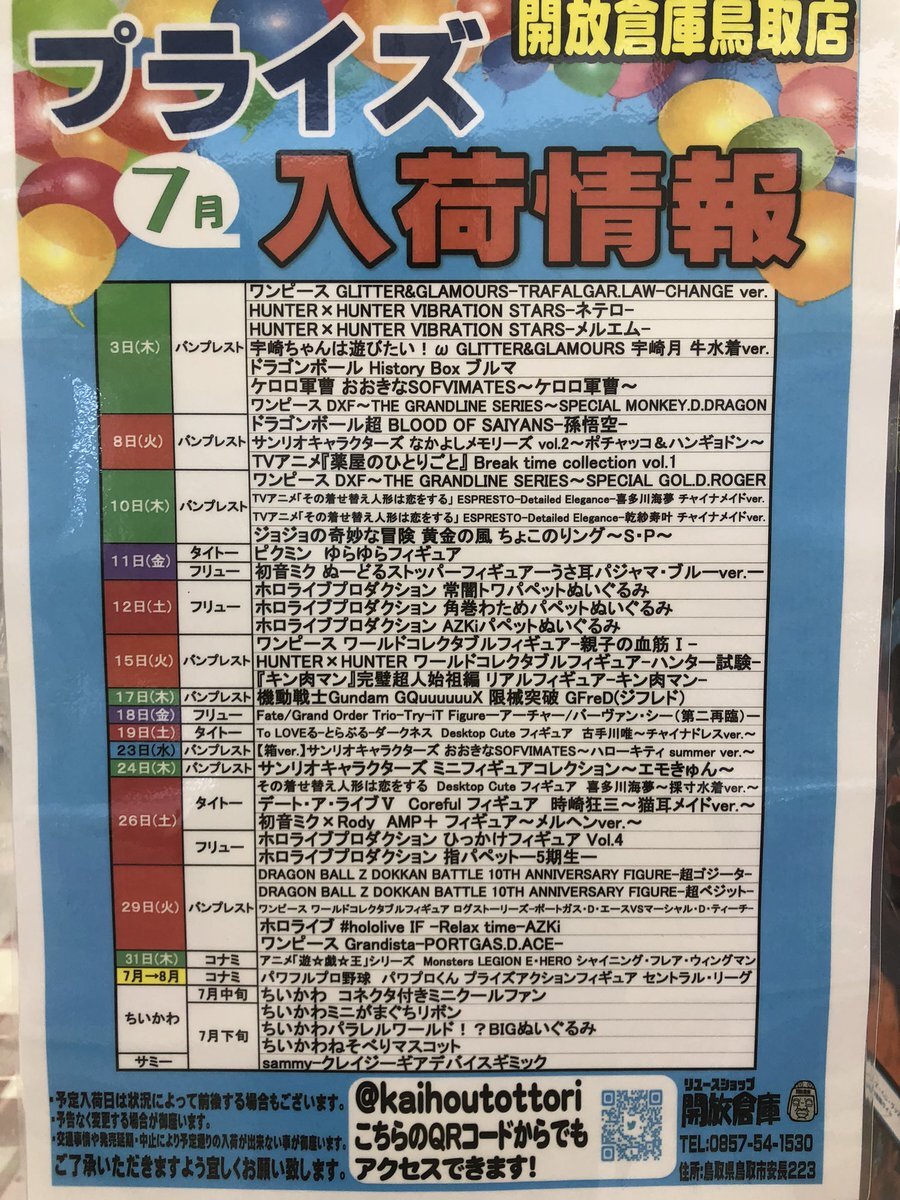 開放倉庫鳥取店
プライズ
7月
入荷情報
3日(木) バンプレスト
ワンピース GLITTER&GLAMOURS-TRAFALGAR.LAW-CHANGE ver.
HUNTER×HUNTER VIBRATION STARS-ネテロ-
HUNTER×HUNTER VIBRATION STARS-メルエム-
宇崎ちゃんは遊びたい！ω GLITTER&GLAMOURS 宇崎月 牛水着ver.
ドラゴンボール History Box ブルマ
ケロロ軍曹 おおきなSOFVIMATES～ケロロ軍曹～
ワンピース DXF～THE GRANDLINE SERIES～SPECIAL MONKEY.D.DRAGON
8日(火) バンプレスト
ドラゴンボール超 BLOOD OF SAIYANS-孫悟空-
サンリオキャラクターズ なかよしメモリーズ vol.2～ポチャッコ＆ハンギョドン～
TVアニメ『薬屋のひとりごと』 Break time collection vol.1
10日(木) バンプレスト
ワンピース DXF～THE GRANDLINE SERIES～SPECIAL GOL.D.ROGER
TVアニメ「その着せ替え人形は恋をする」 ESPRESTO-Detailed Elegance-喜多川海夢 チャイナメイドver.
TVアニメ「その着せ替え人形は恋をする」 ESPRESTO-Detailed Elegance-乾紗寿叶 チャイナメイドver.
ジョジョの奇妙な冒険 黄金の風 ちょこのりング～S・P～
11日(金) タイトー ピクミン ゆらゆらフィギュア
フリュー 初音ミク ぬーどるストッパーフィギュアーうさ耳パジャマ・ブルーver.ー
12日(土) フリュー
ホロライブプロダクション 常闇トワパペットぬいぐるみ
ホロライブプロダクション 角巻わためパペットぬいぐるみ
ホロライブプロダクション AZKiパペットぬいぐるみ
15日(火) バンプレスト
ワンピース ワールドコレクタブルフィギュア-親子の血筋Ⅰ-
HUNTER×HUNTER ワールドコレクタブルフィギュア-ハンター試験-
『キン肉マン』完璧超人始祖編 リアルフィギュア-キン肉マン-
17日(木) バンプレスト 機動戦士Gundam GQuuuuuuX 限械突破 GFreD(ジフレド)
18日(金) フリュー Fate/Grand Order Trio-Try-iT Figureーアーチャー/バーヴァン・シー（第二再臨）ー
19日(土) タイトー To LOVEる-とらぶる-ダークネス Desktop Cute フィギュア 古手川唯～チャイナドレスver.～
23日(水) バンプレスト 【箱ver.】サンリオキャラクターズ おおきなSOFVIMATES～ハローキティ summer ver.～
24日(木) バンプレスト サンリオキャラクターズ ミニフィギュアコレクション～エモきゅん～
26日(土) タイトー
その着せ替え人形は恋をする Desktop Cute フィギュア 喜多川海夢～採寸水着ver.～
デート・ア・ライブⅤ Coreful フィギュア 時崎狂三～猫耳メイドver.～
初音ミク×Rody AMP＋ フィギュア～メルヘンver.～
フリュー
ホロライブプロダクション ひっかけフィギュア Vol.4
ホロライブプロダクション 指パペットー5期生ー
29日(火) バンプレスト
DRAGON BALL Z DOKKAN BATTLE 10TH ANNIVERSARY FIGURE-超ゴジータ-
DRAGON BALL Z DOKKAN BATTLE 10TH ANNIVERSARY FIGURE-超ベジット-
ワンピース ワールドコレクタブルフィギュア ログストーリーズ-ポートガス・D・エースVSマーシャル・D・ティーチ-
ホロライブ #hololive IF -Relax time-AZKi
ワンピース Grandista-PORTGAS.D.ACE-
31日(木) コナミ アニメ「遊☆戯☆王」シリーズ Monsters LEGION E・HERO シャイニング・フレア・ウィングマン
7月→8月 コナミ パワフルプロ野球 パワプロくん プライズアクションフィギュア セントラル・リーグ
ちいかわ 7月中旬 ちいかわ コネクタ付きミニクールファン
7月下旬
ちいかわミニがまぐちリボン
ちいかわパラレルワールド！？BIGぬいぐるみ
ちいかわねそべりマスコット
サミー sammy-クレイジーギアデバイスギミック
・予定入荷日は状況によって前後する場合もございます。
・予告なく変更する場合が御座います。
・交通事情や発売延期・中止により予定通りの入荷が出来ない事が御座います。
ご了承いただきますよう宜しくお願い致します。
@kaihoutottori
こちらのQRコードからでも
アクセスできます！
リユースショップ
開放倉庫
TEL:0857-54-1530
住所:鳥取県鳥取市安長223